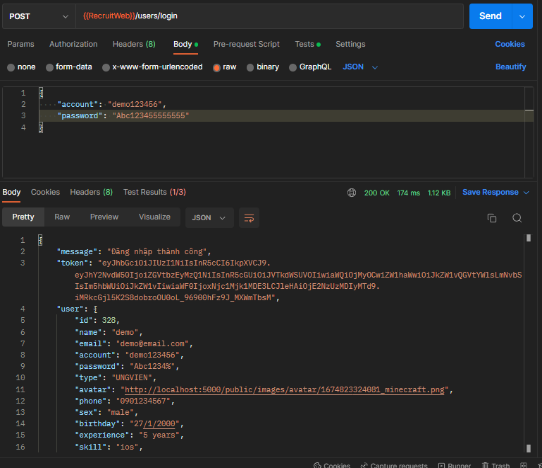 POST {{RecruitWeb}}/users/login Send
Params Authorization Headers (8) Body Pre-request Script Tests Settings Cookies
none form-data x-www-form-urlencoded raw binary GraphQL JSON Beautify
1 {
2 "account": "demo123456",
3 "password": "Abc123455555555"
4 }
Body Cookies Headers (8) Test Results (1/3) 200 OK 174 ms 1.12 KB Save Response
Pretty Raw Preview Visualize JSON
1 {
2 "message": "Đăng nhập thành công",
3 "token": "eyJhbGciOiJIUzI1NiIsInR5cCI6IkpXVCJ9.
4 "user": {
5 "id": 328,
6 "name": "demo",
7 "email": "demo@email.com",
8 "account": "demo123456",
9 "password": "Abc1234%",
10 "type": "UNGVIEN",
11 "avatar": "http://localhost:5000/public/images/avatar/1674823324081_minecraft.png",
12 "phone": "0901234567",
13 "sex": "male",
14 "birthday": "27/1/2000",
15 "experience": "5 years",
16 "skill": "ios",
Cookies Capture requests Runner Trash